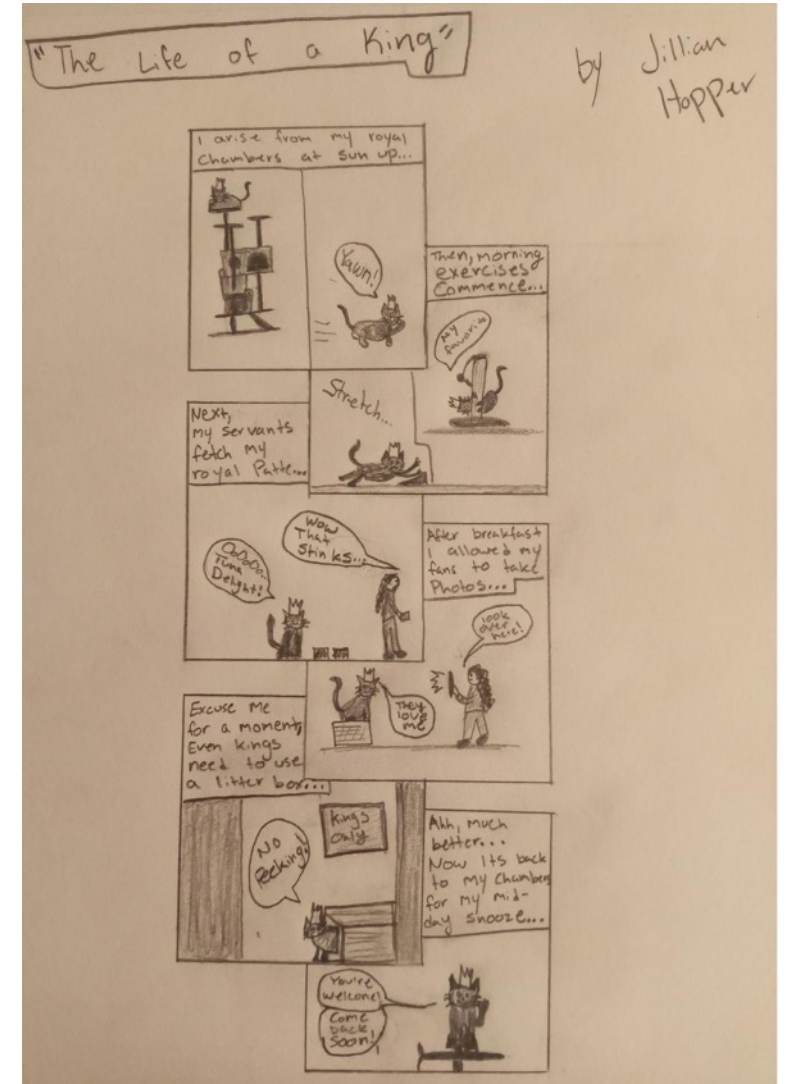 "The Life of a King"
by Jillian
Hopper
I arise from my royal
chambers at sun up...
Yawn!
Then, morning
exercises
Commence...
My
favorite
Stretch...
Next,
my servants
fetch my
royal Patte...
OoOoOo..
Tuna
Delight!
Wow
That
Stinks...
After breakfast
I allowed my
fans to take
Photos...
look
over
here!
They
love
me
Excuse Me
for a moment,
Even kings
need to use
a litter box...
Kings
Only
No
Peeking!
Ahh, much
better...
Now its back
to my Chambers
for my mid-
day snooze...
You're
welcome!
Come
back
Soon!